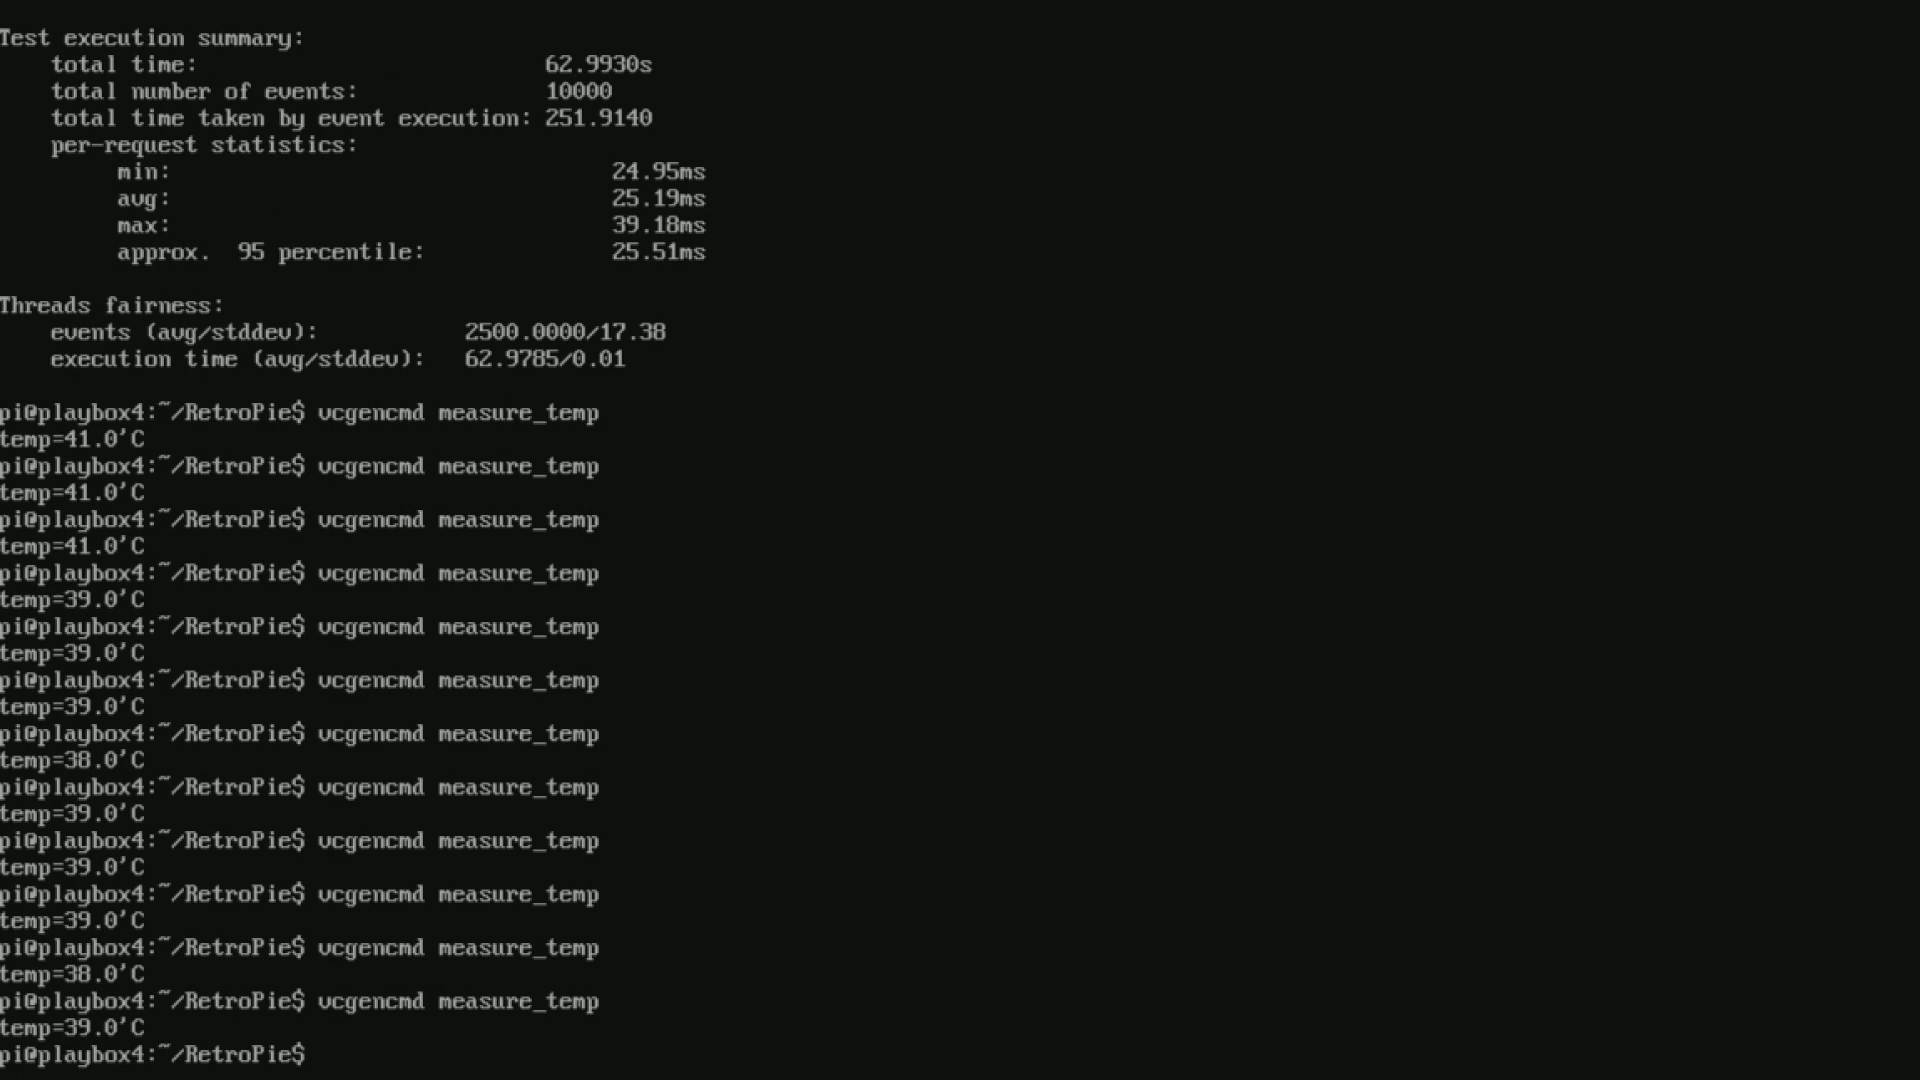 Test execution summary:
    total time:                          62.9930s
    total number of events:              10000
    total time taken by event execution: 251.9140
    per-request statistics:
         min:                                 24.95ms
         avg:                                 25.19ms
         max:                                 39.18ms
         approx.  95 percentile:              25.51ms

Threads fairness:
    events (avg/stddev):           2500.0000/17.38
    execution time (avg/stddev):   62.9785/0.01

pi@playbox4:~/RetroPie$ vcgencmd measure_temp
temp=41.0'C
pi@playbox4:~/RetroPie$ vcgencmd measure_temp
temp=41.0'C
pi@playbox4:~/RetroPie$ vcgencmd measure_temp
temp=41.0'C
pi@playbox4:~/RetroPie$ vcgencmd measure_temp
temp=39.0'C
pi@playbox4:~/RetroPie$ vcgencmd measure_temp
temp=39.0'C
pi@playbox4:~/RetroPie$ vcgencmd measure_temp
temp=39.0'C
pi@playbox4:~/RetroPie$ vcgencmd measure_temp
temp=38.0'C
pi@playbox4:~/RetroPie$ vcgencmd measure_temp
temp=39.0'C
pi@playbox4:~/RetroPie$ vcgencmd measure_temp
temp=39.0'C
pi@playbox4:~/RetroPie$ vcgencmd measure_temp
temp=39.0'C
pi@playbox4:~/RetroPie$ vcgencmd measure_temp
temp=38.0'C
pi@playbox4:~/RetroPie$ vcgencmd measure_temp
temp=39.0'C
pi@playbox4:~/RetroPie$